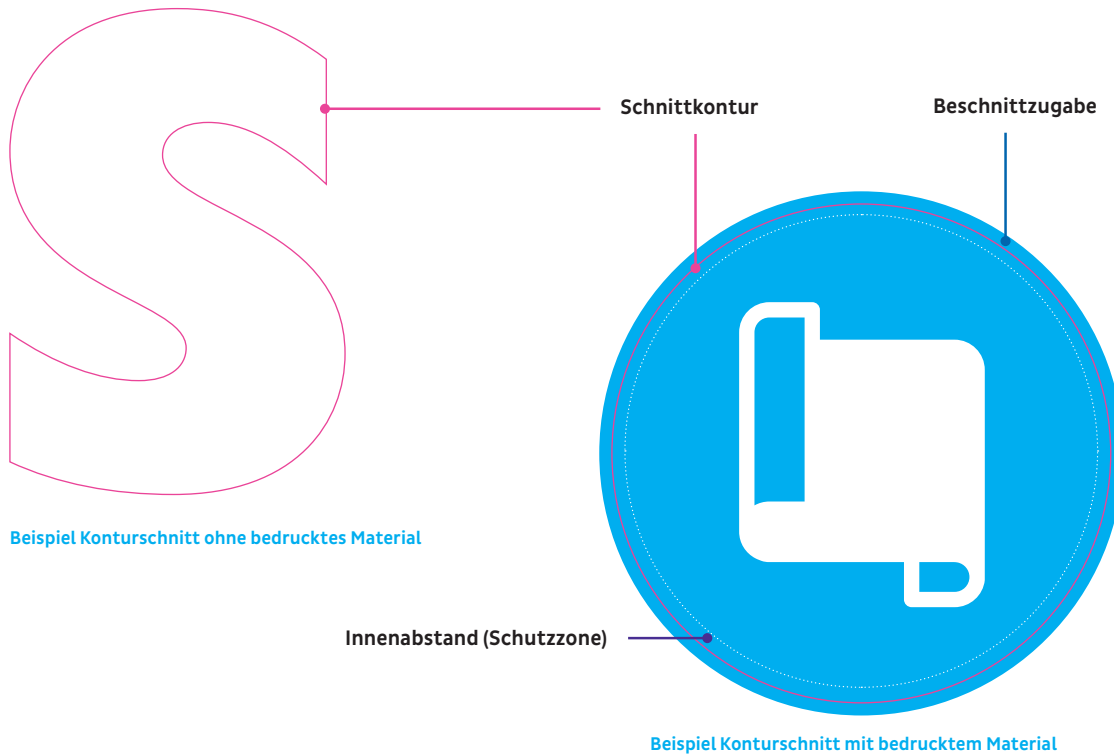 Schnittkontur
Beschnittzugabe
Beispiel Konturschnitt ohne bedrucktes Material
Innenabstand (Schutzzone)
Beispiel Konturschnitt mit bedrucktem Material